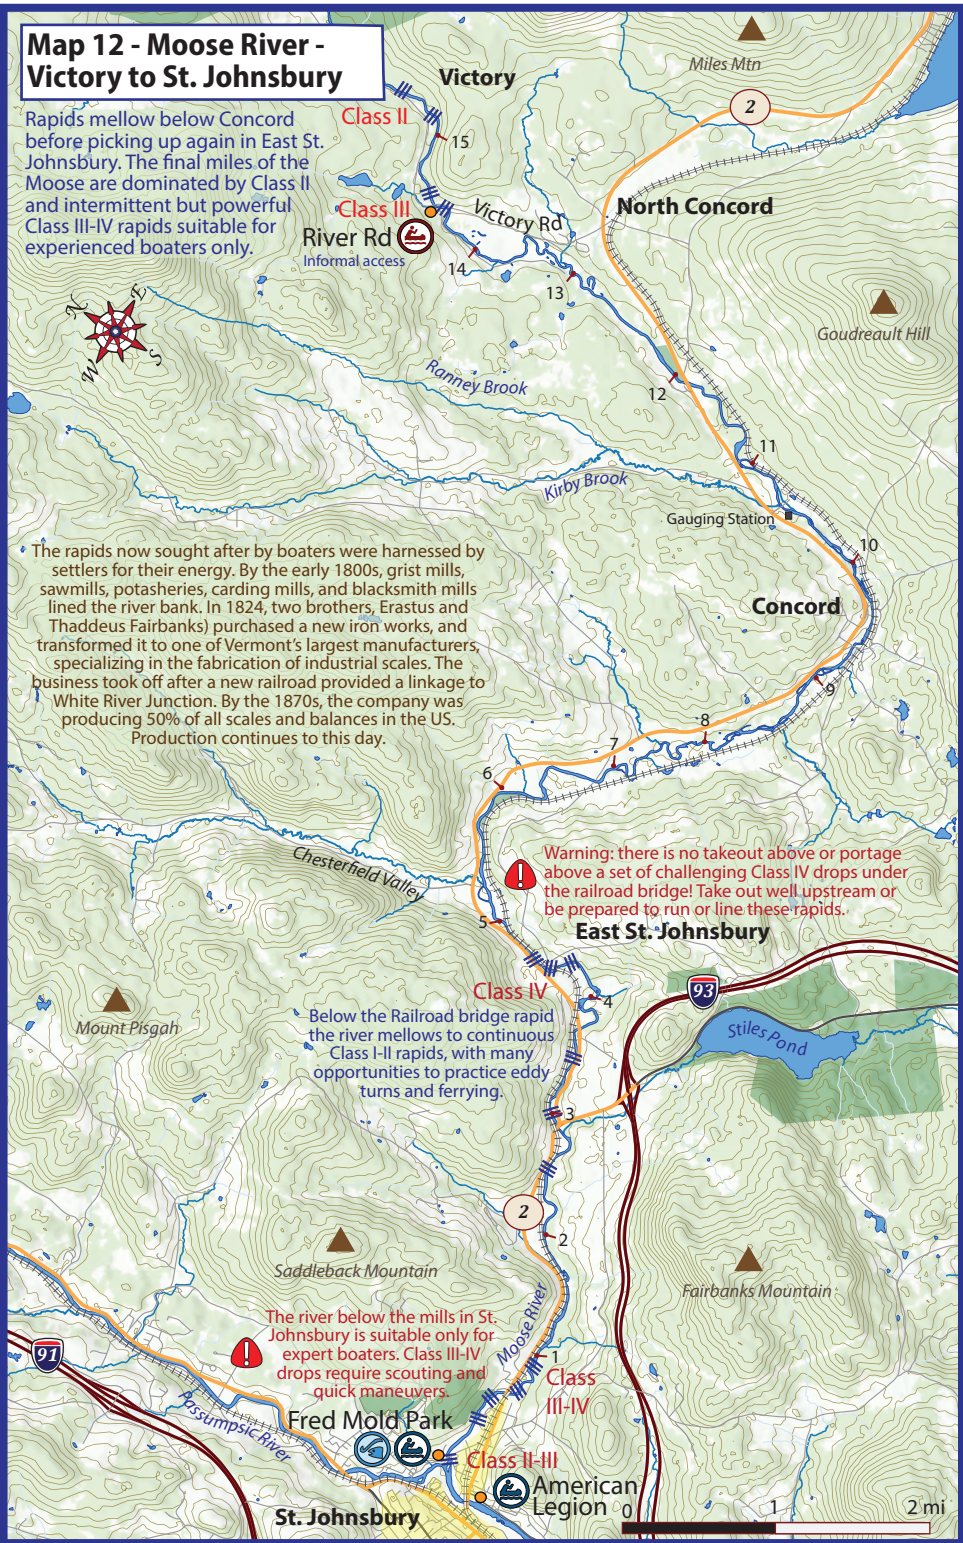 Map 12 - Moose River -
Victory to St. Johnsbury
Rapids mellow below Concord
before picking up again in East St.
Johnsbury. The final miles of the
Moose are dominated by Class II
and intermittent but powerful
Class III-IV rapids suitable for
experienced boaters only.
Victory
Miles Mtn
2
Class II
15
Class III
River Rd
Informal access
Victory Rd
North Concord
14
13
N
E
W
S
Goudreault Hill
Ranney Brook
12
11
Kirby Brook
Gauging Station
10
Concord
The rapids now sought after by boaters were harnessed by
settlers for their energy. By the early 1800s, grist mills,
sawmills, potasheries, carding mills, and blacksmith mills
lined the river bank. In 1824, two brothers, Erastus and
Thaddeus Fairbanks) purchased a new iron works, and
transformed it to one of Vermont's largest manufacturers,
specializing in the fabrication of industrial scales. The
business took off after a new railroad provided a linkage to
White River Junction. By the 1870s, the company was
producing 50% of all scales and balances in the US.
Production continues to this day.
9
8
7
6
Chesterfield Valley
Warning: there is no takeout above or portage
above a set of challenging Class IV drops under
the railroad bridge! Take out well upstream or
be prepared to run or line these rapids.
5
East St. Johnsbury
Class IV
4
93
Mount Pisgah
Below the Railroad bridge rapid
the river mellows to continuous
Class I-II rapids, with many
opportunities to practice eddy
turns and ferrying.
Stiles Pond
3
2
2
Saddleback Mountain
Fairbanks Mountain
Moose River
The river below the mills in St.
Johnsbury is suitable only for
expert boaters. Class III-IV
drops require scouting and
quick maneuvers.
91
1
Class
III-IV
Passumpsic River
Fred Mold Park
Class II-III
American
Legion
St. Johnsbury
0
1
2 mi